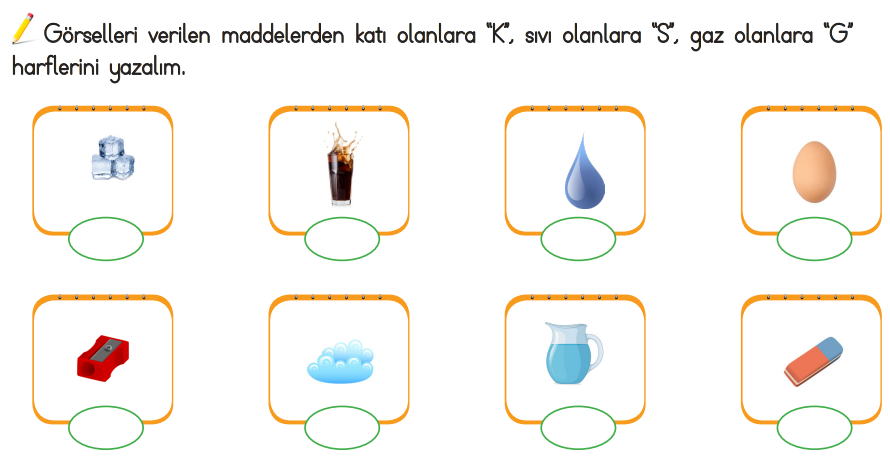 Görselleri verilen maddelerden katı olanlara “K”, sıvı olanlara “S”, gaz olanlara “G”
harflerini yazalım.